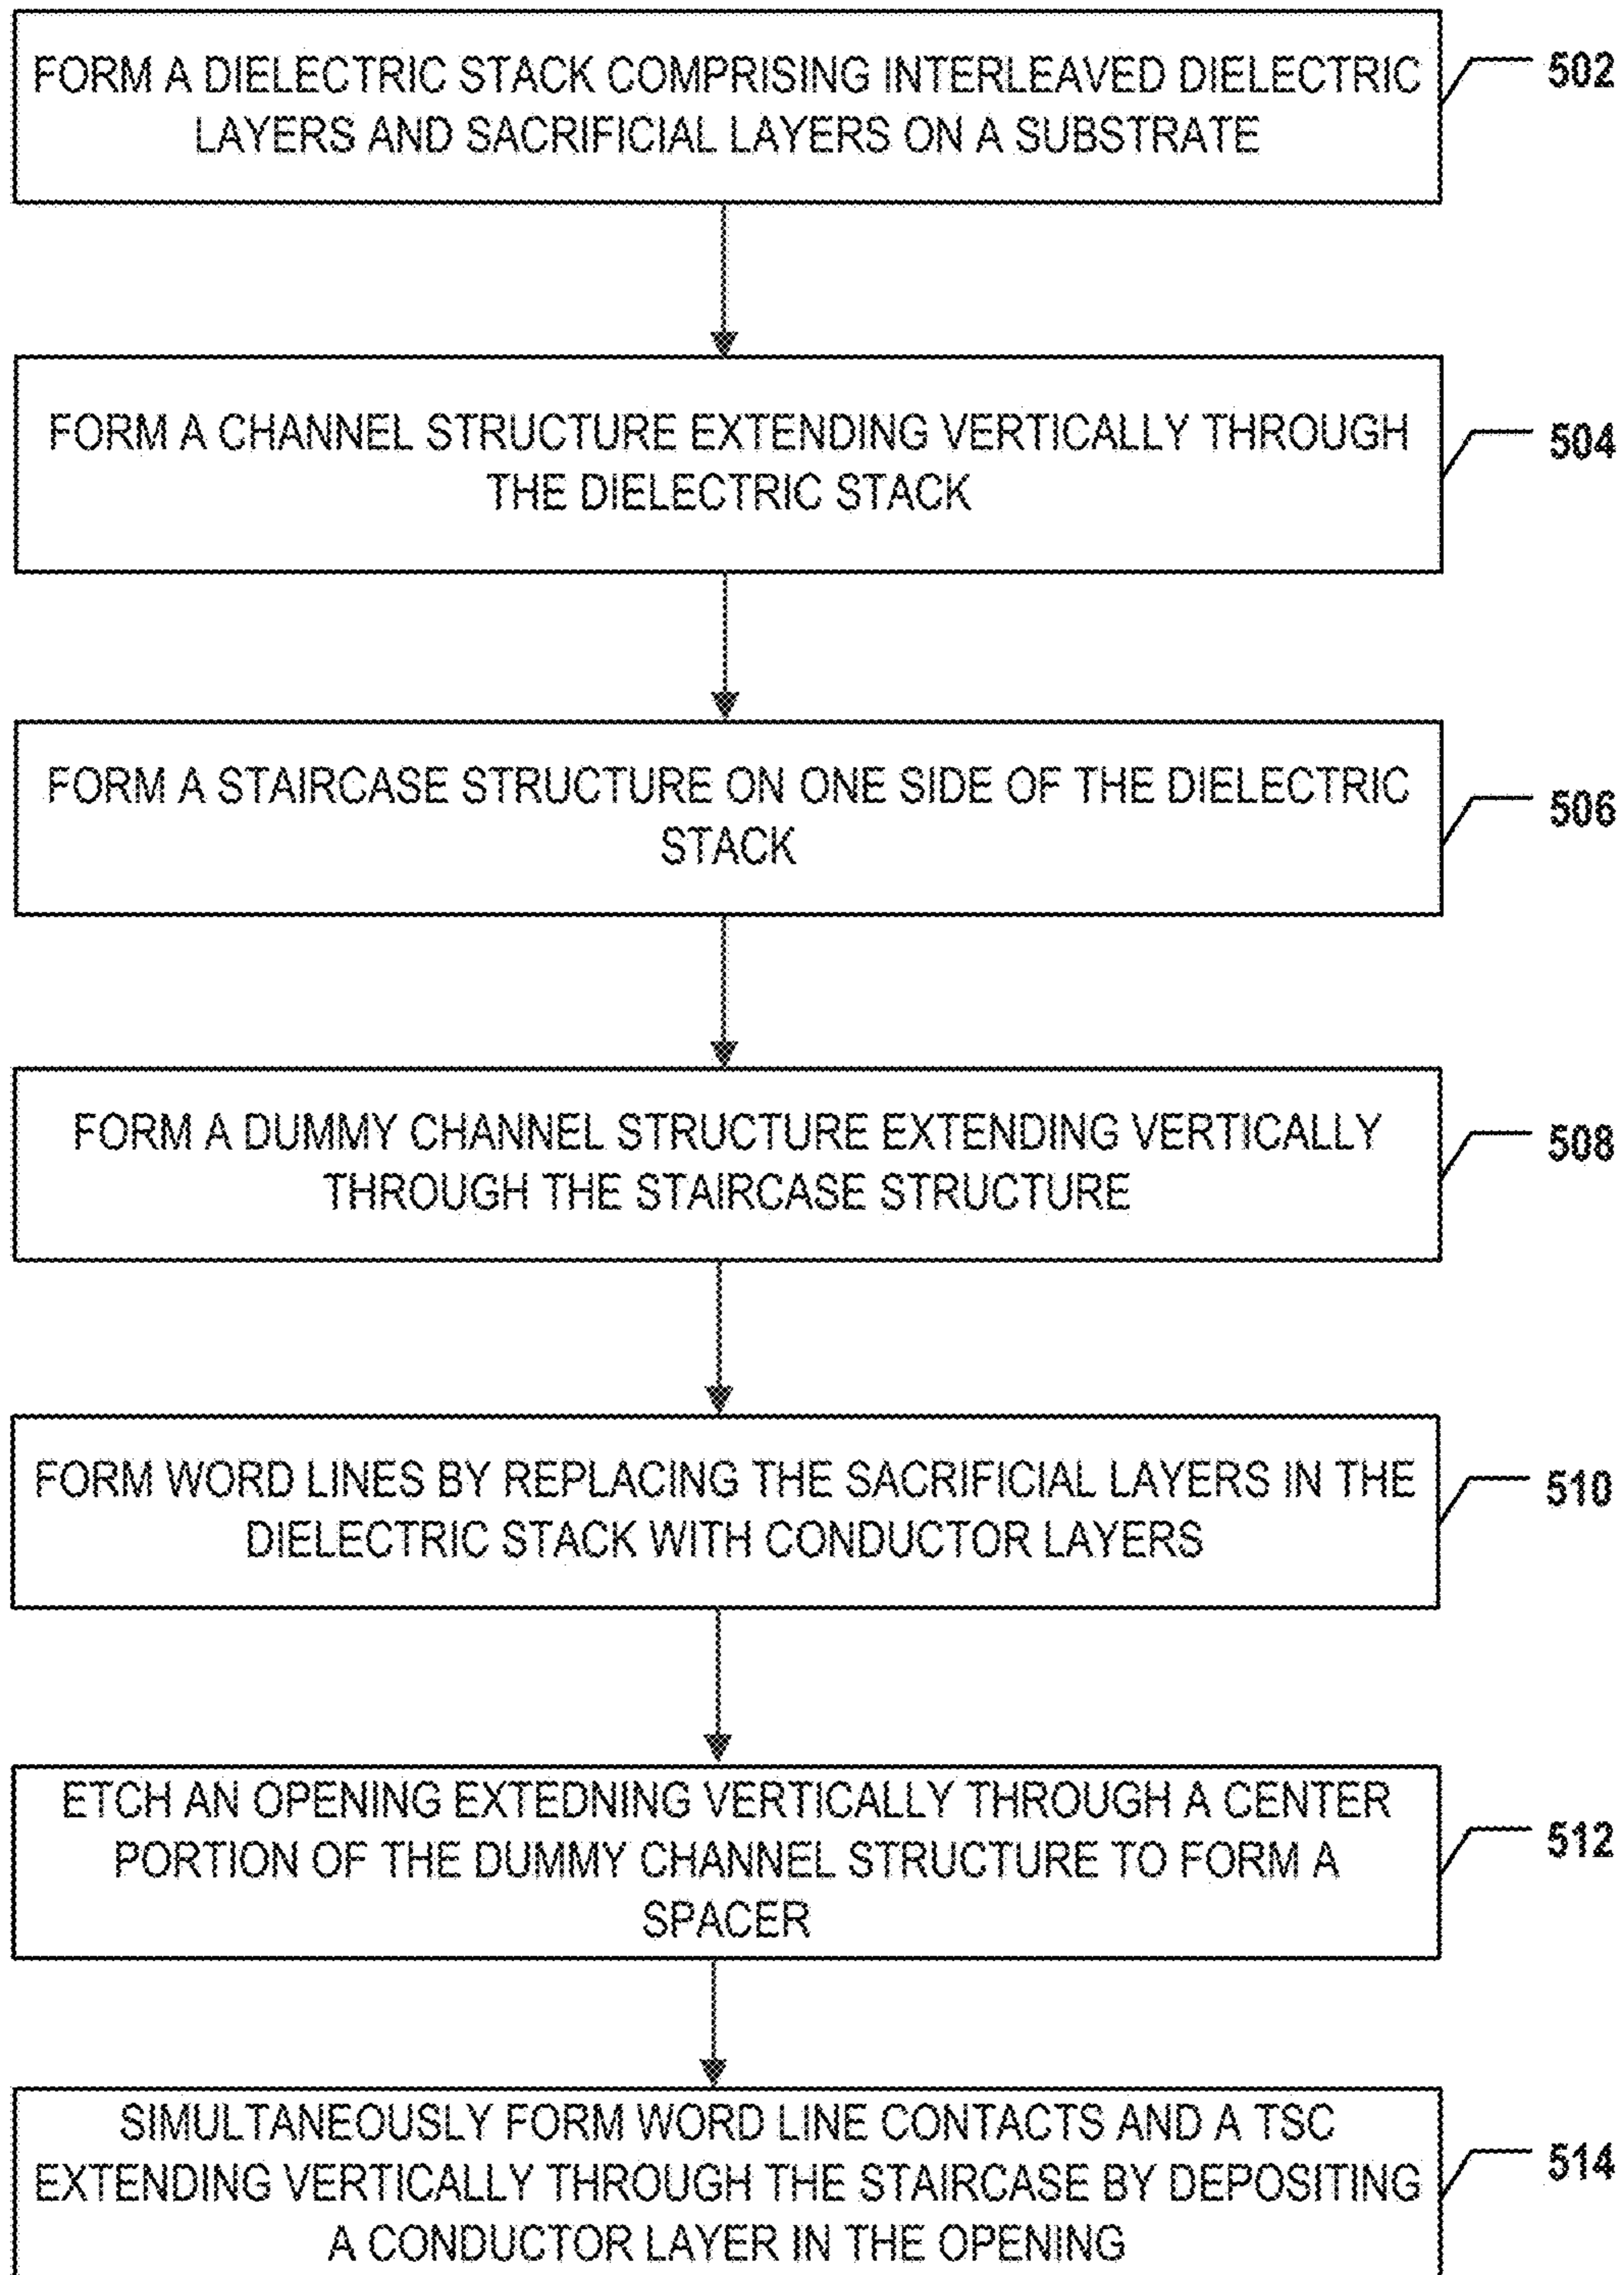 FORM A DIELECTRIC STACK COMPRISING INTERLEAVED DIELECTRIC
LAYERS AND SACRIFICIAL LAYERS ON A SUBSTRATE
502
FORM A CHANNEL STRUCTURE EXTENDING VERTICALLY THROUGH
THE DIELECTRIC STACK
504
FORM A STAIRCASE STRUCTURE ON ONE SIDE OF THE DIELECTRIC
STACK
506
FORM A DUMMY CHANNEL STRUCTURE EXTENDING VERTICALLY
THROUGH THE STAIRCASE STRUCTURE
508
FORM WORD LINES BY REPLACING THE SACRIFICIAL LAYERS IN THE
DIELECTRIC STACK WITH CONDUCTOR LAYERS
510
ETCH AN OPENING EXTEDNING VERTICALLY THROUGH A CENTER
PORTION OF THE DUMMY CHANNEL STRUCTURE TO FORM A
SPACER
512
SIMULTANEOUSLY FORM WORD LINE CONTACTS AND A TSC
EXTENDING VERTICALLY THROUGH THE STAIRCASE BY DEPOSITING
A CONDUCTOR LAYER IN THE OPENING
514